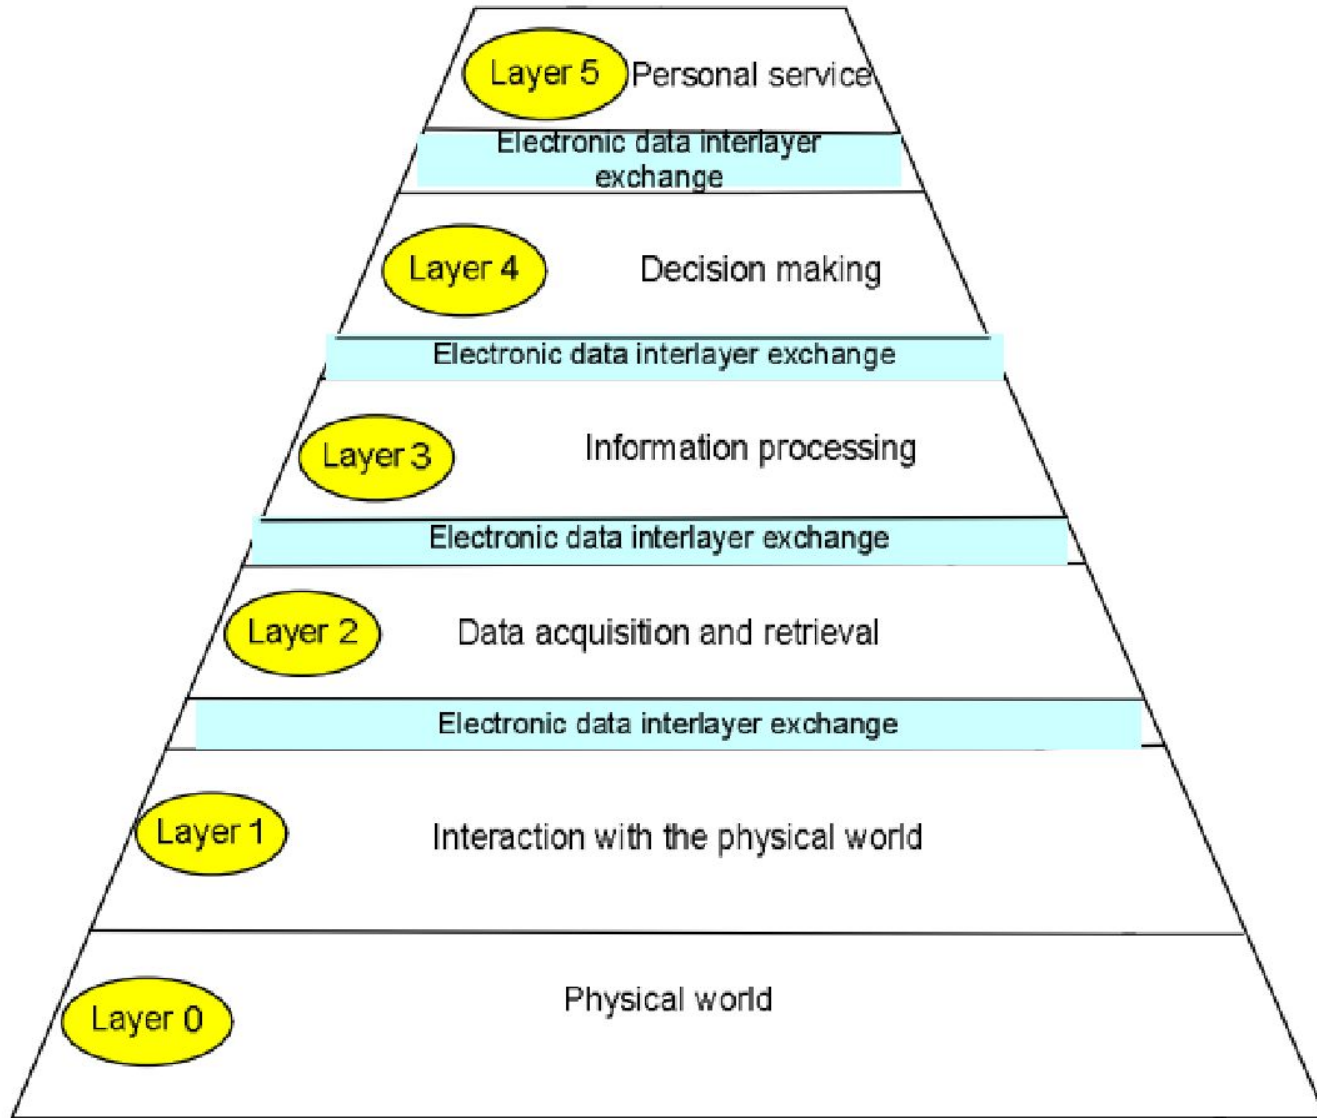 Layer 5 Personal service
Electronic data interlayer
exchange
Layer 4 Decision making
Electronic data interlayer exchange
Layer 3 Information processing
Electronic data interlayer exchange
Layer 2 Data acquisition and retrieval
Electronic data interlayer exchange
Layer 1 Interaction with the physical world
Physical world
Layer 0